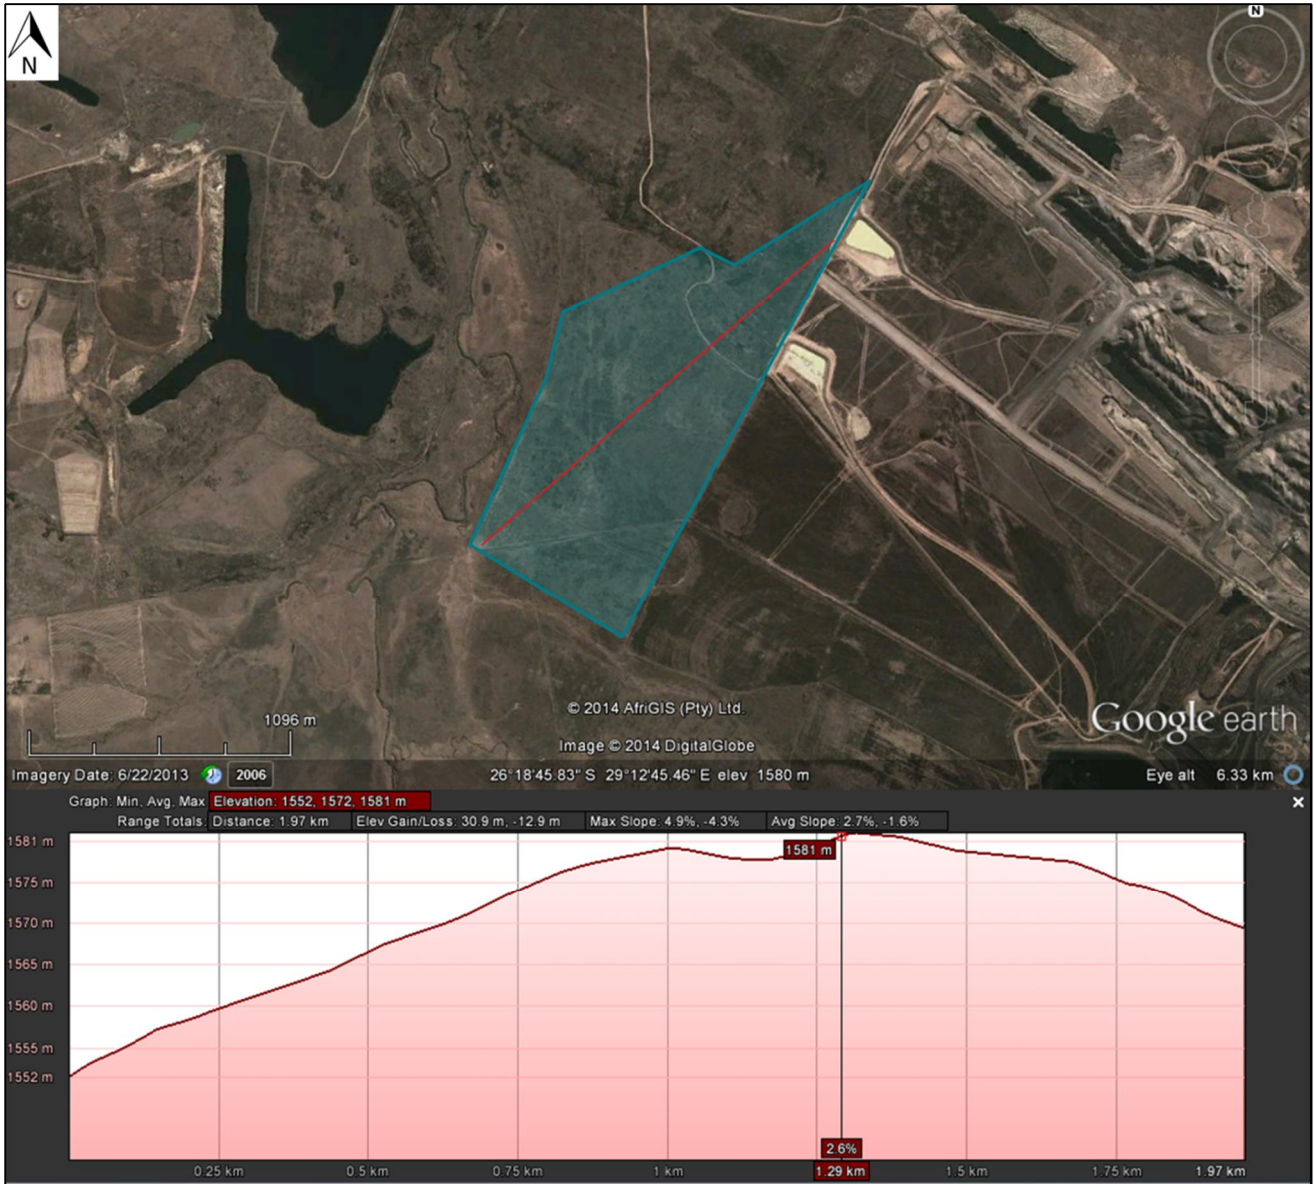 N
N
1096 m
© 2014 AfriGIS (Pty) Ltd.
Image © 2014 DigitalGlobe
Google earth
Imagery Date: 6/22/2013 2006 26°18'45.83" S 29°12'45.46" E elev 1580 m Eye alt 6.33 km
Graph: Min, Avg, Max Elevation: 1552, 1572, 1581 m
Range Totals: Distance: 1.97 km Elev Gain/Loss: 30.9 m, -12.9 m Max Slope: 4.9%, -4.3% Avg Slope: 2.7%, -1.6%
1581 m
1581 m
1575 m
1570 m
1565 m
1560 m
1555 m
1552 m
2.6%
0.25 km 0.5 km 0.75 km 1 km 1.29 km 1.5 km 1.75 km 1.97 km